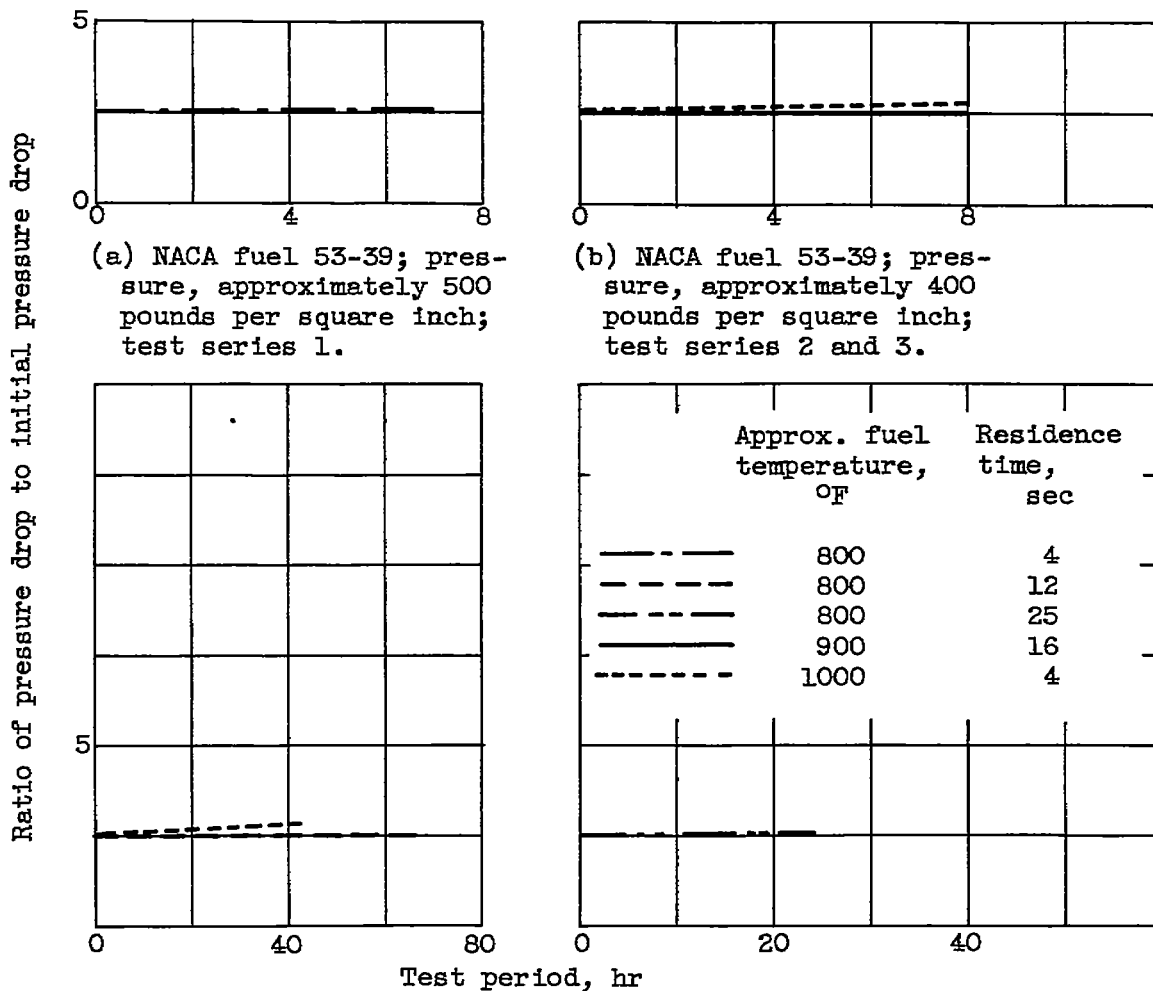 Ratio of pressure drop to initial pressure drop
5
0
0 4 8
0 4 8
(a) NACA fuel 53-39; pres-
sure, approximately 500
pounds per square inch;
test series 1.
(b) NACA fuel 53-39; pres-
sure, approximately 400
pounds per square inch;
test series 2 and 3.
Approx. fuel
temperature,
°F
Residence
time,
sec
800 4
800 12
800 25
900 16
1000 4
5
0 40 80
0 20 40
Test period, hr